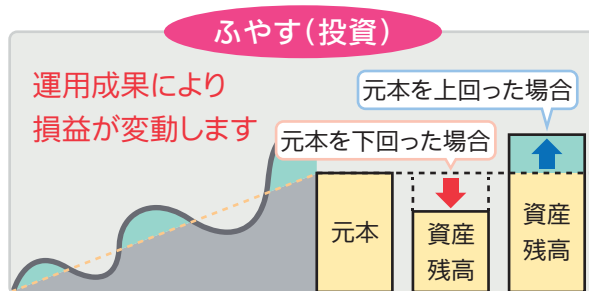 ふやす(投資)
運用成果により
損益が変動します
元本を上回った場合
元本を下回った場合
元本
資産
残高
資産
残高